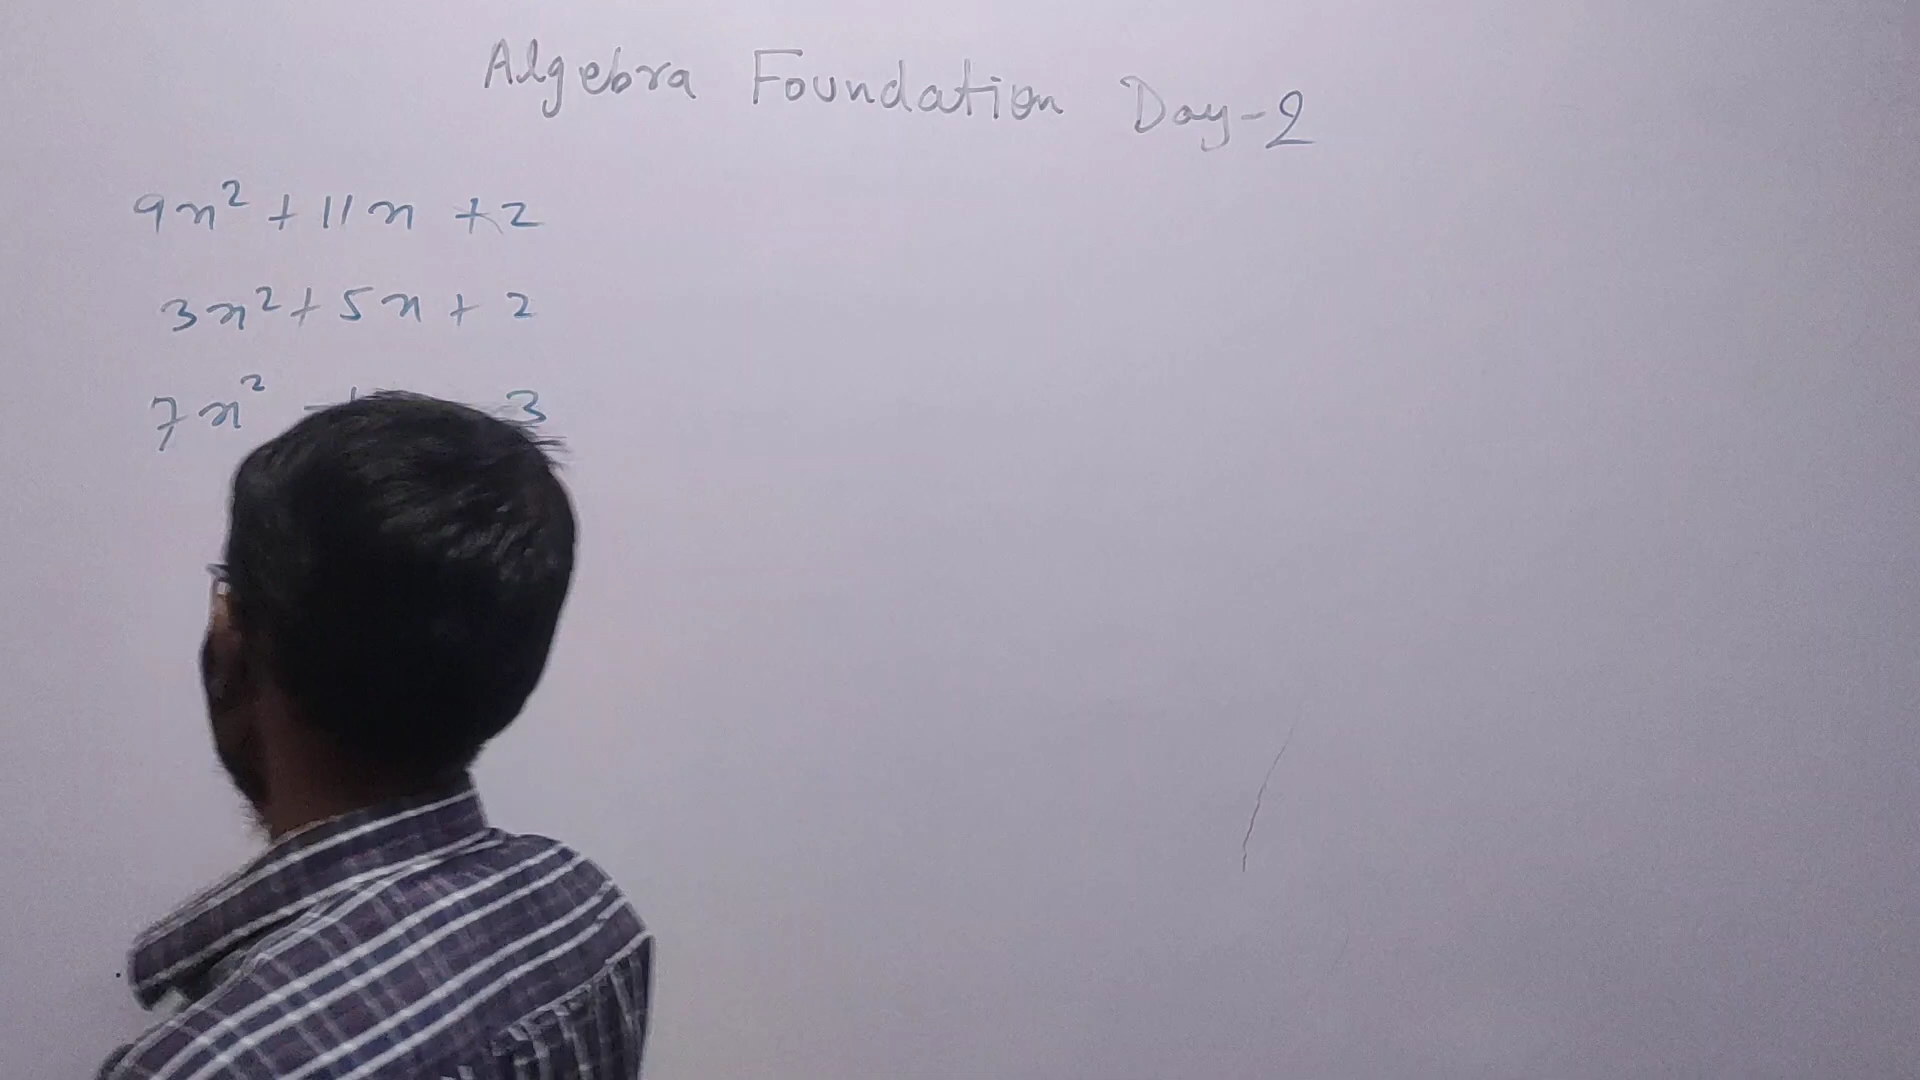 Algebra Foundation Day-2
9x² + 11x + 2
3x² + 5x + 2
7x² 3